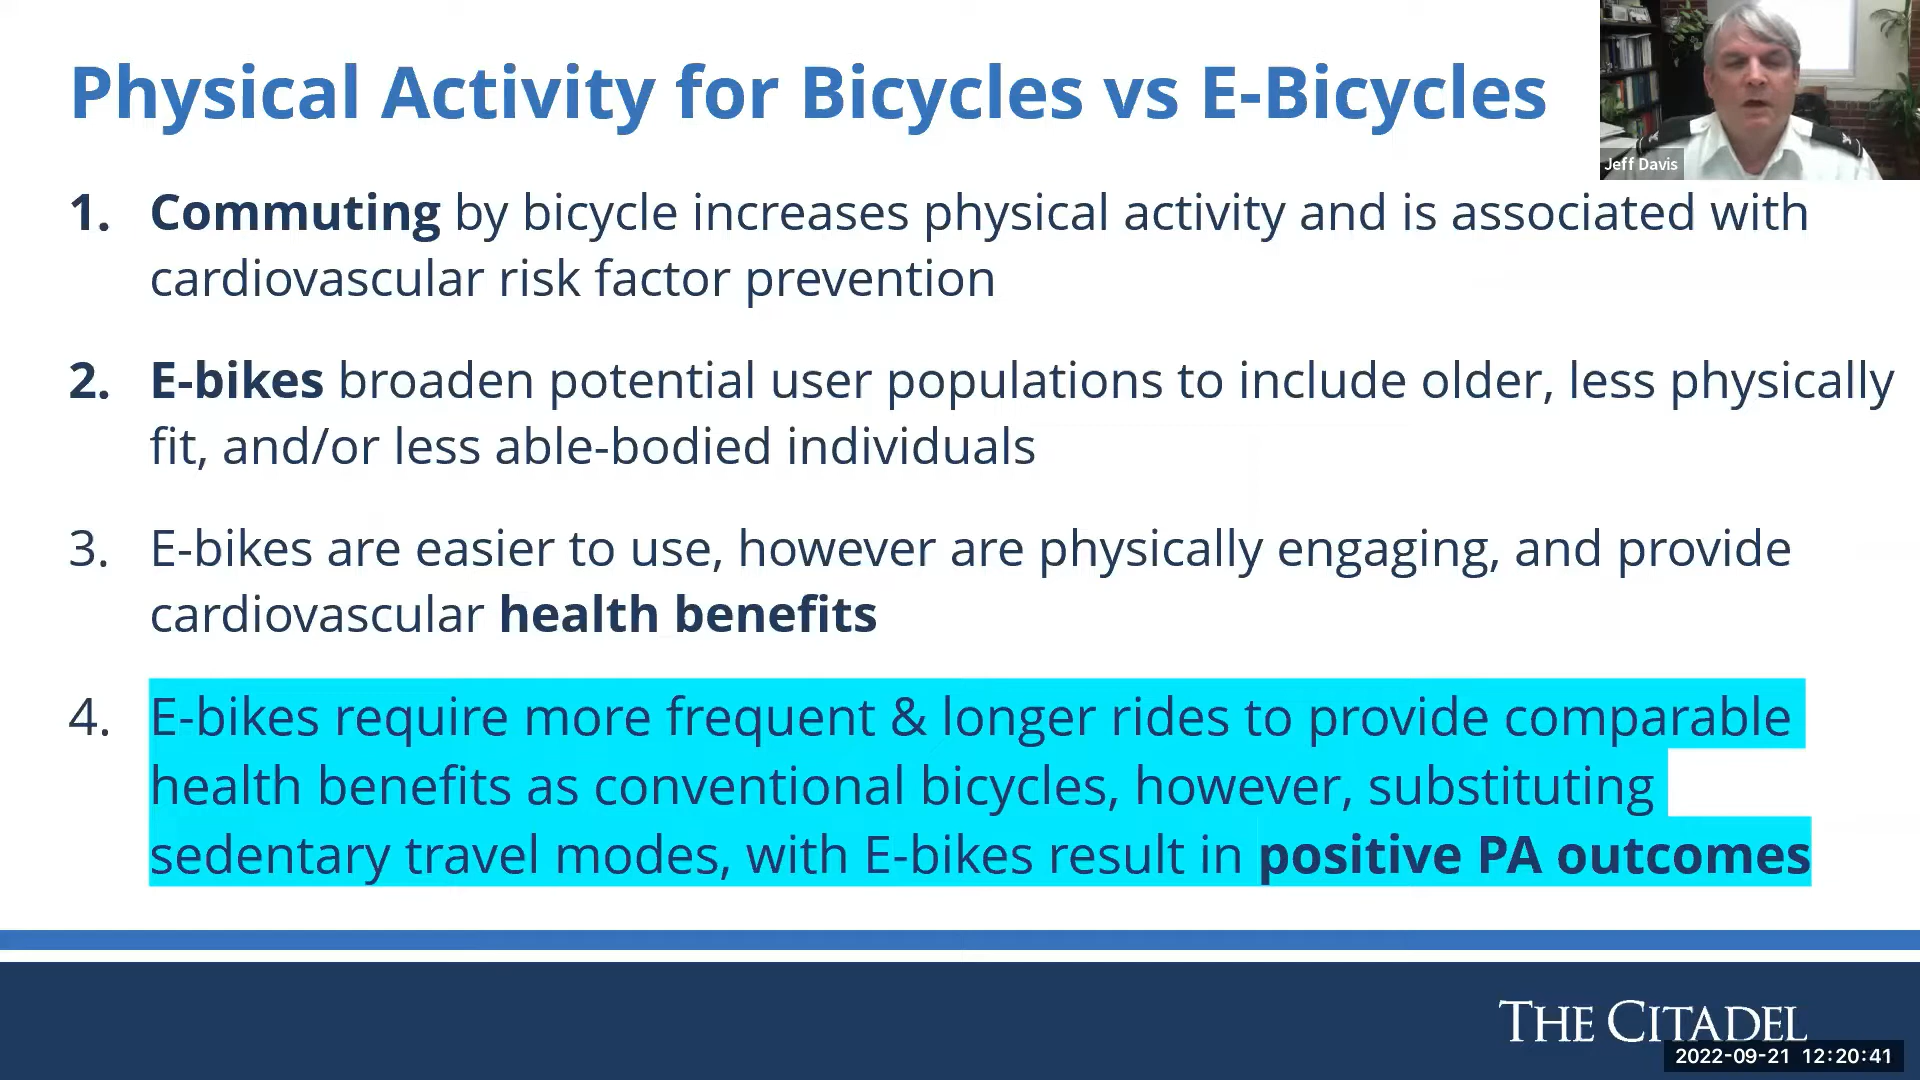 Physical Activity for Bicycles vs E-Bicycles
Jeff Davis
1. Commuting by bicycle increases physical activity and is associated with
cardiovascular risk factor prevention
2. E-bikes broaden potential user populations to include older, less physically
fit, and/or less able-bodied individuals
3. E-bikes are easier to use, however are physically engaging, and provide
cardiovascular health benefits
4. E-bikes require more frequent & longer rides to provide comparable
health benefits as conventional bicycles, however, substituting
sedentary travel modes, with E-bikes result in positive PA outcomes
THE CITADEL
2022-09-21 12:20:41